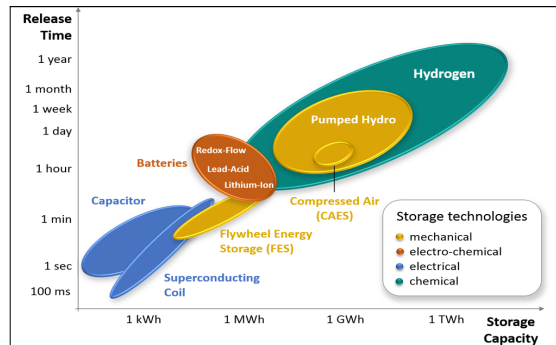 Release
Time
1 year
1 month
1 week
1 day
1 hour
1 min
1 sec
100 ms
Hydrogen
Pumped Hydro
Redox-Flow
Lead-Acid
Lithium-Ion
Batteries
Compressed Air
(CAES)
Capacitor
Flywheel Energy
Storage (FES)
Superconducting
Coil
Storage technologies
mechanical
electro-chemical
electrical
chemical
1 kWh
1 MWh
1 GWh
1 TWh
Storage
Capacity